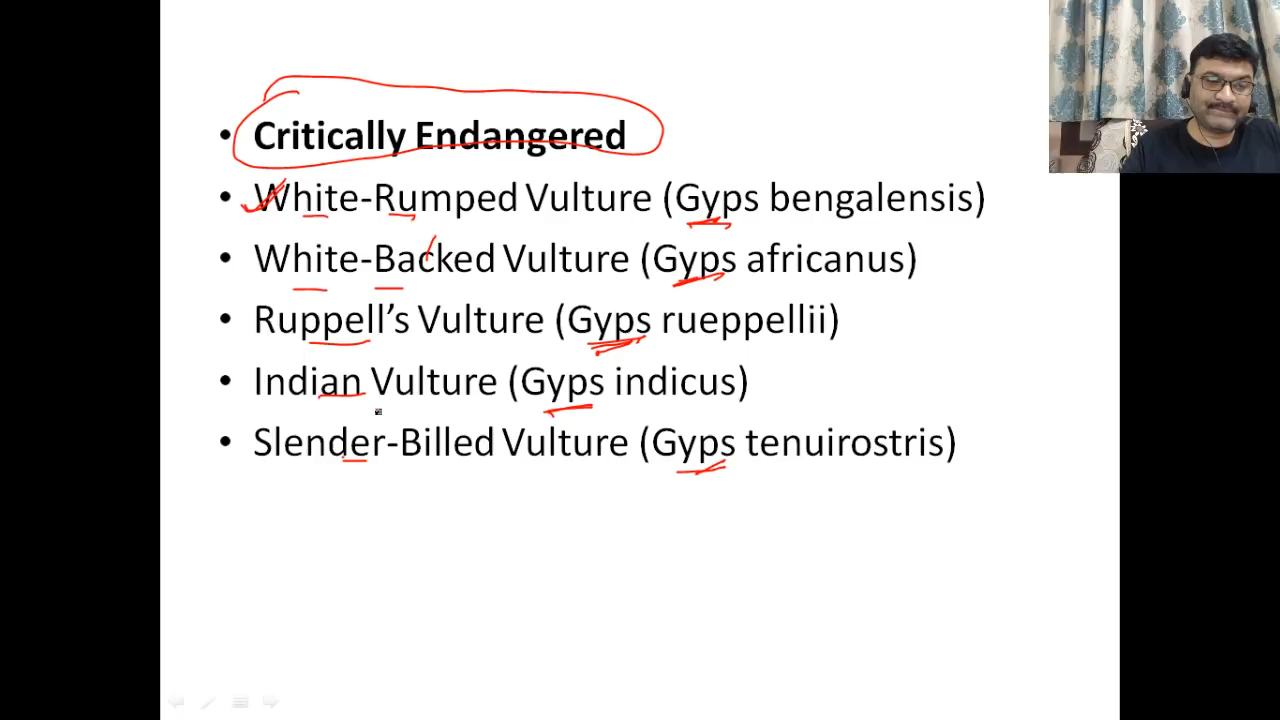 • Critically Endangered
• White-Rumped Vulture (Gyps bengalensis)
• White-Backed Vulture (Gyps africanus)
• Ruppell’s Vulture (Gyps rueppellii)
• Indian Vulture (Gyps indicus)
• Slender-Billed Vulture (Gyps tenuirostris)